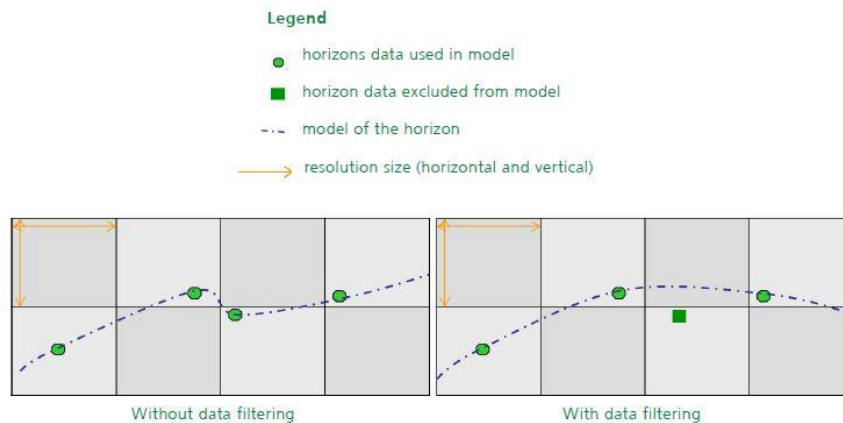 Legend
horizons data used in model
horizon data excluded from model
model of the horizon
resolution size (horizontal and vertical)
Without data filtering
With data filtering